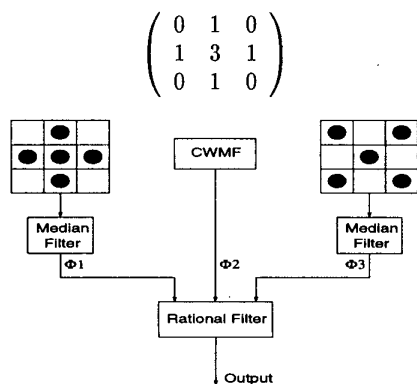 0 1 0
1 3 1
0 1 0
CWMF
Median
Filter
Median
Filter
Φ1
Φ2
Φ3
Rational Filter
Output